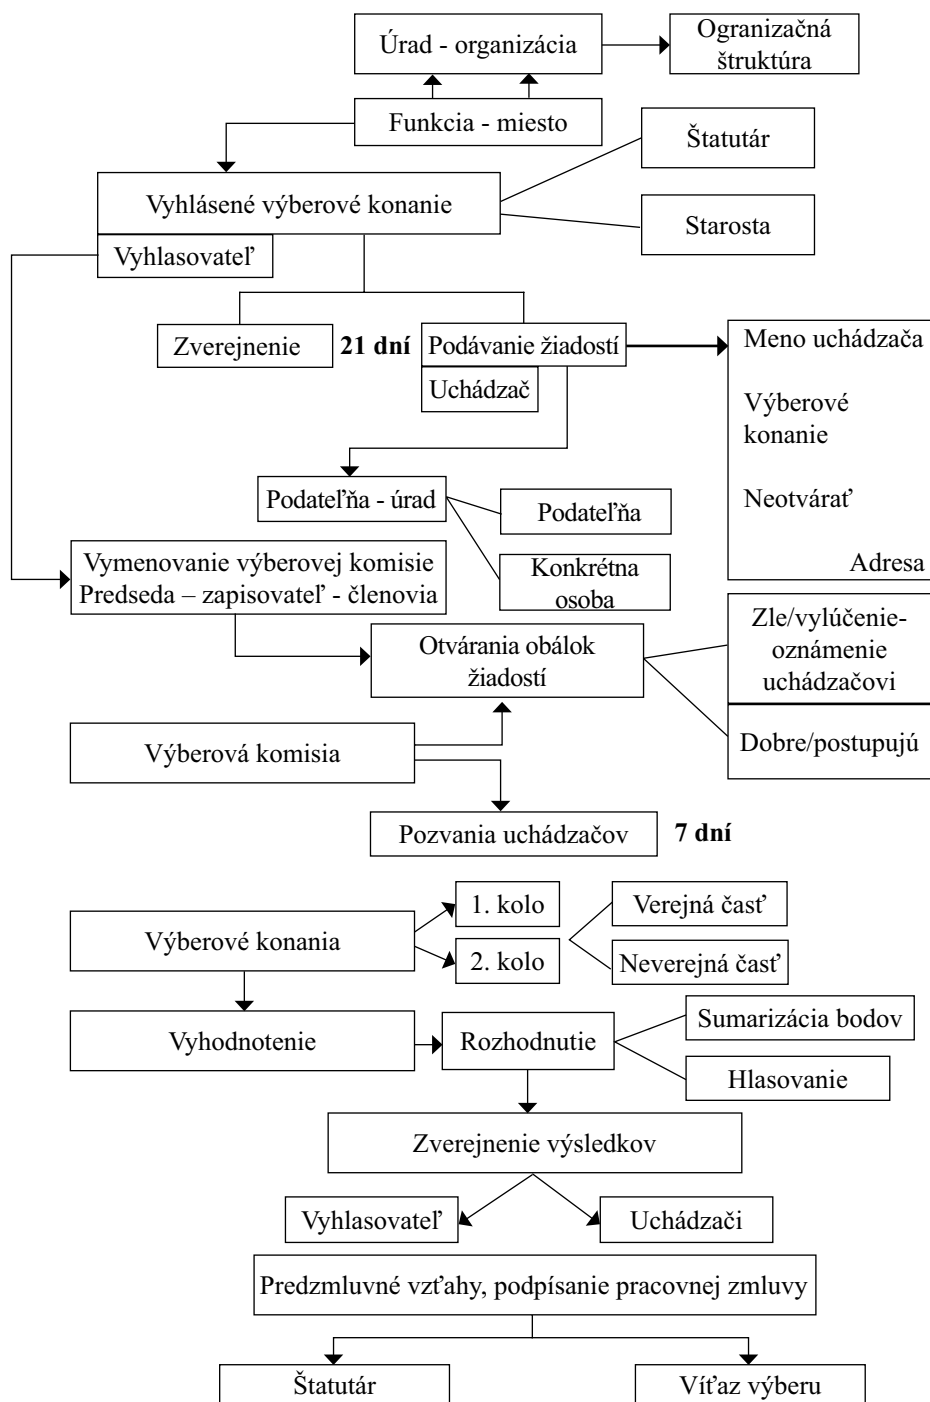 Úrad - organizácia
Ogranizačná
štruktúra
Funkcia - miesto
Štatutár
Vyhlásené výberové konanie
Starosta
Vyhlasovateľ
Zverejnenie
21 dní
Podávanie žiadostí
Uchádzač
Meno uchádzača
Výberové
konanie
Neotvárať
Adresa
Podateľňa - úrad
Podateľňa
Konkrétna
osoba
Vymenovanie výberovej komisie
Predseda – zapisovateľ - členovia
Otvárania obálok
žiadostí
Zle/vylúčenie-
oznámenie
uchádzačovi
Dobre/postupujú
Výberová komisia
Pozvania uchádzačov
7 dní
Výberové konania
1. kolo
2. kolo
Verejná časť
Neverejná časť
Vyhodnotenie
Rozhodnutie
Sumarizácia bodov
Hlasovanie
Zverejnenie výsledkov
Vyhlasovateľ
Uchádzači
Predzmluvné vzťahy, podpísanie pracovnej zmluvy
Štatutár
Víťaz výberu